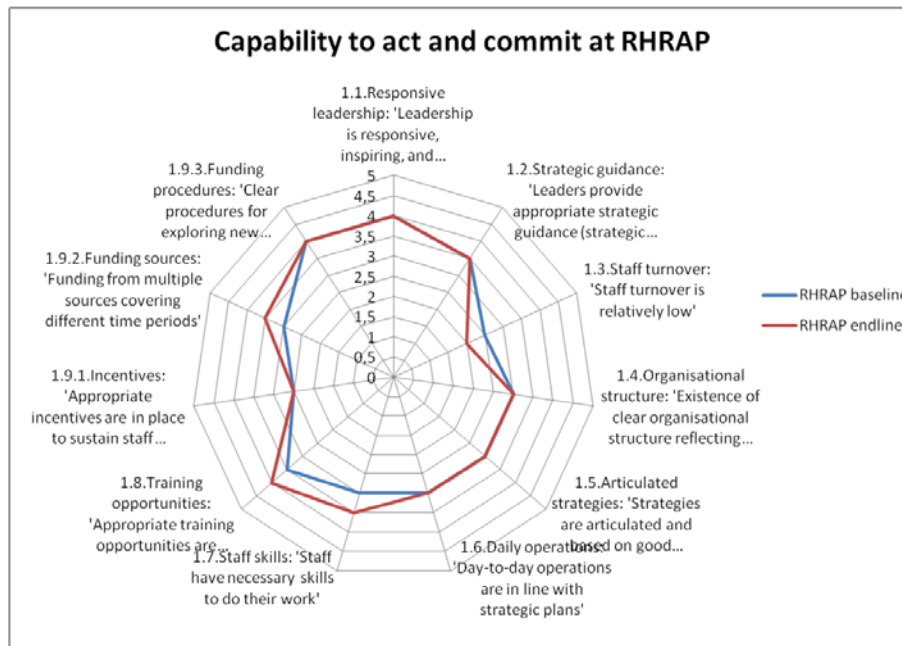 Capability to act and commit at RHRAP
1.1.Responsive
leadership: 'Leadership
is responsive,
inspiring, and...
1.2.Strategic guidance:
'Leaders provide
appropriate strategic
guidance (strategic...
1.3.Staff turnover:
'Staff turnover is
relatively low'
1.4.Organisational
structure: 'Existence of
clear organisational
structure reflecting...
1.5.Articulated
strategies: 'Strategies
are articulated and
based on good...
1.6.Daily operations:
'Day-to-day operations
are in line with
strategic plans'
1.7.Staff skills: 'Staff
have necessary skills
to do their work'
1.8.Training
opportunities:
'Appropriate training
opportunities are...
1.9.1.Incentives:
'Appropriate
incentives are in place
to sustain staff...
1.9.2.Funding sources:
'Funding from multiple
sources covering
different time periods'
1.9.3.Funding
procedures: 'Clear
procedures for
exploring new...
5
4,5
4
3,5
3
2,5
2
1,5
1
0,5
0
RHRAP baseline
RHRAP endline